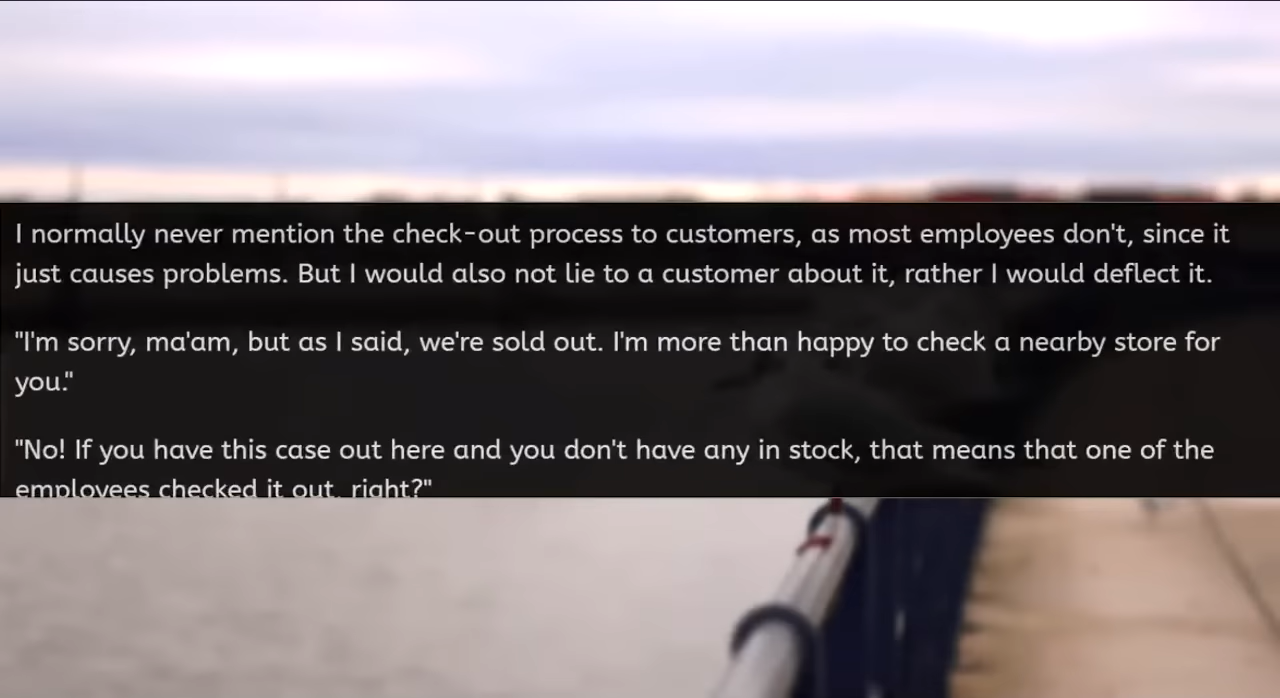 I normally never mention the check-out process to customers, as most employees don't, since it
just causes problems. But I would also not lie to a customer about it, rather I would deflect it.
"I'm sorry, ma'am, but as I said, we're sold out. I'm more than happy to check a nearby store for
you."
"No! If you have this case out here and you don't have any in stock, that means that one of the
employees checked it out, right?"